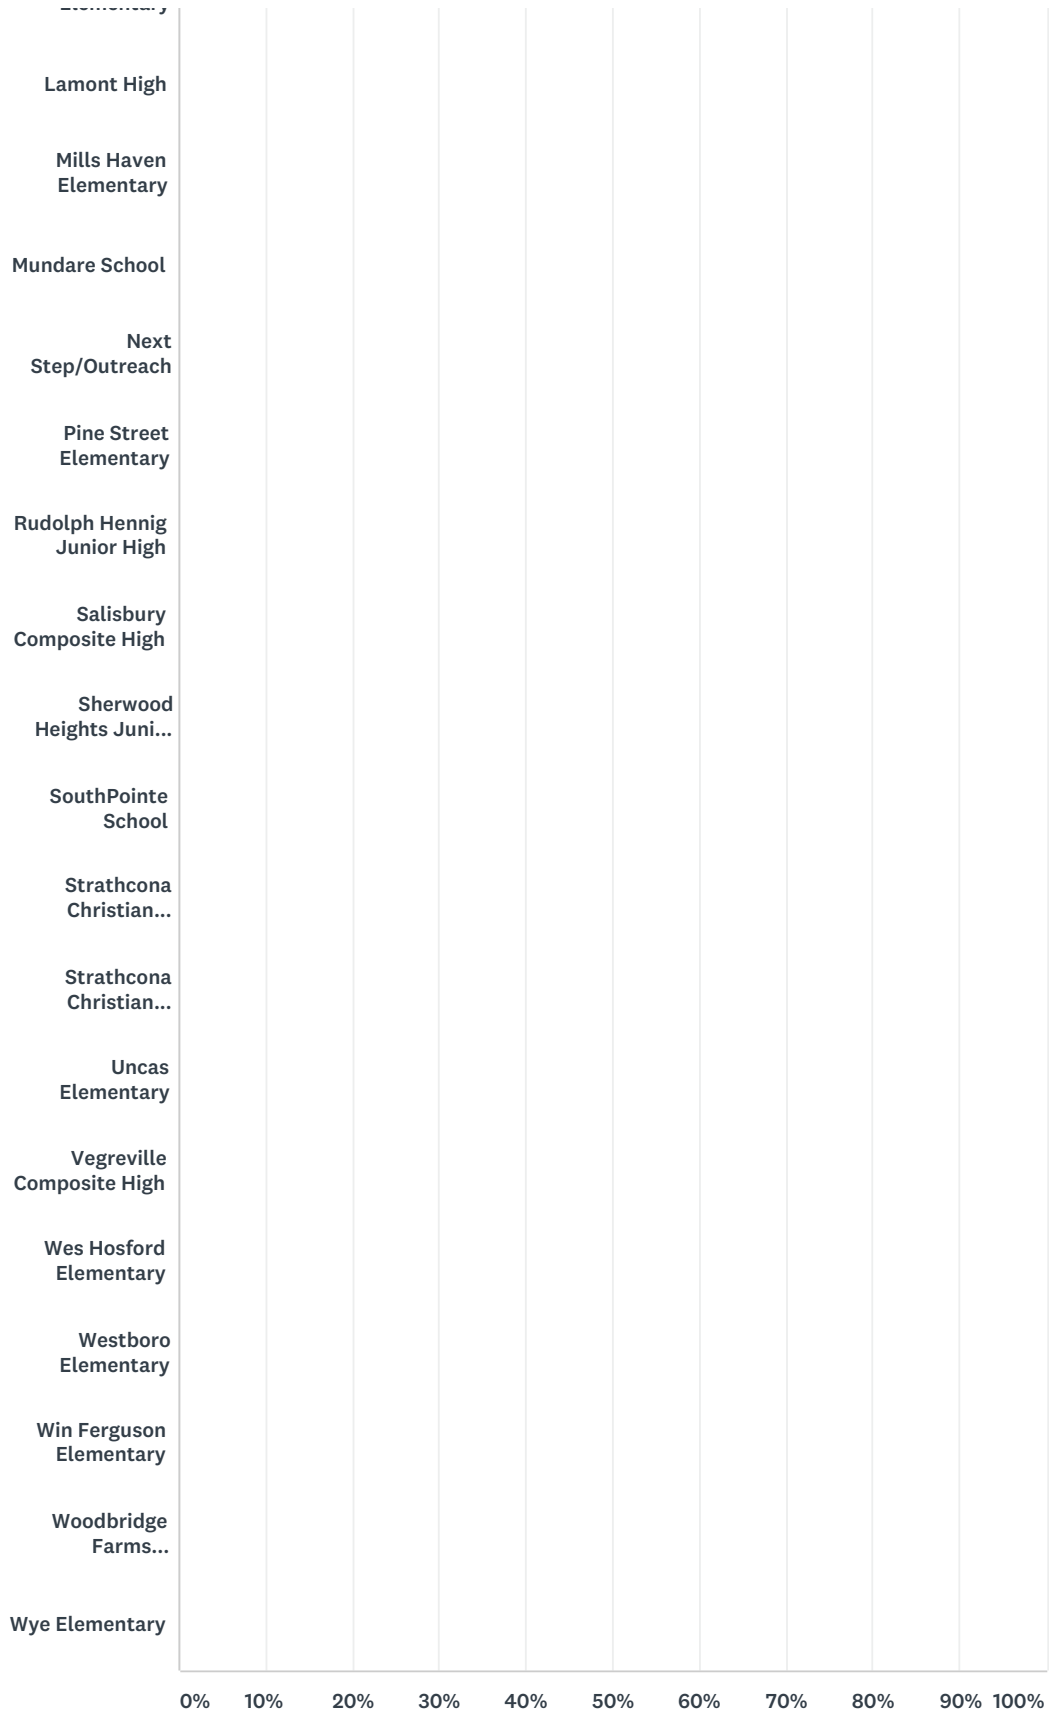 Elementary
Lamont High
Mills Haven
Elementary
Mundare School
Next
Step/Outreach
Pine Street
Elementary
Rudolph Hennig
Junior High
Salisbury
Composite High
Sherwood
Heights Juni...
SouthPointe
School
Strathcona
Christian...
Strathcona
Christian...
Uncas
Elementary
Vegreville
Composite High
Wes Hosford
Elementary
Westboro
Elementary
Win Ferguson
Elementary
Woodbridge
Farms...
Wye Elementary
0% 10% 20% 30% 40% 50% 60% 70% 80% 90% 100%